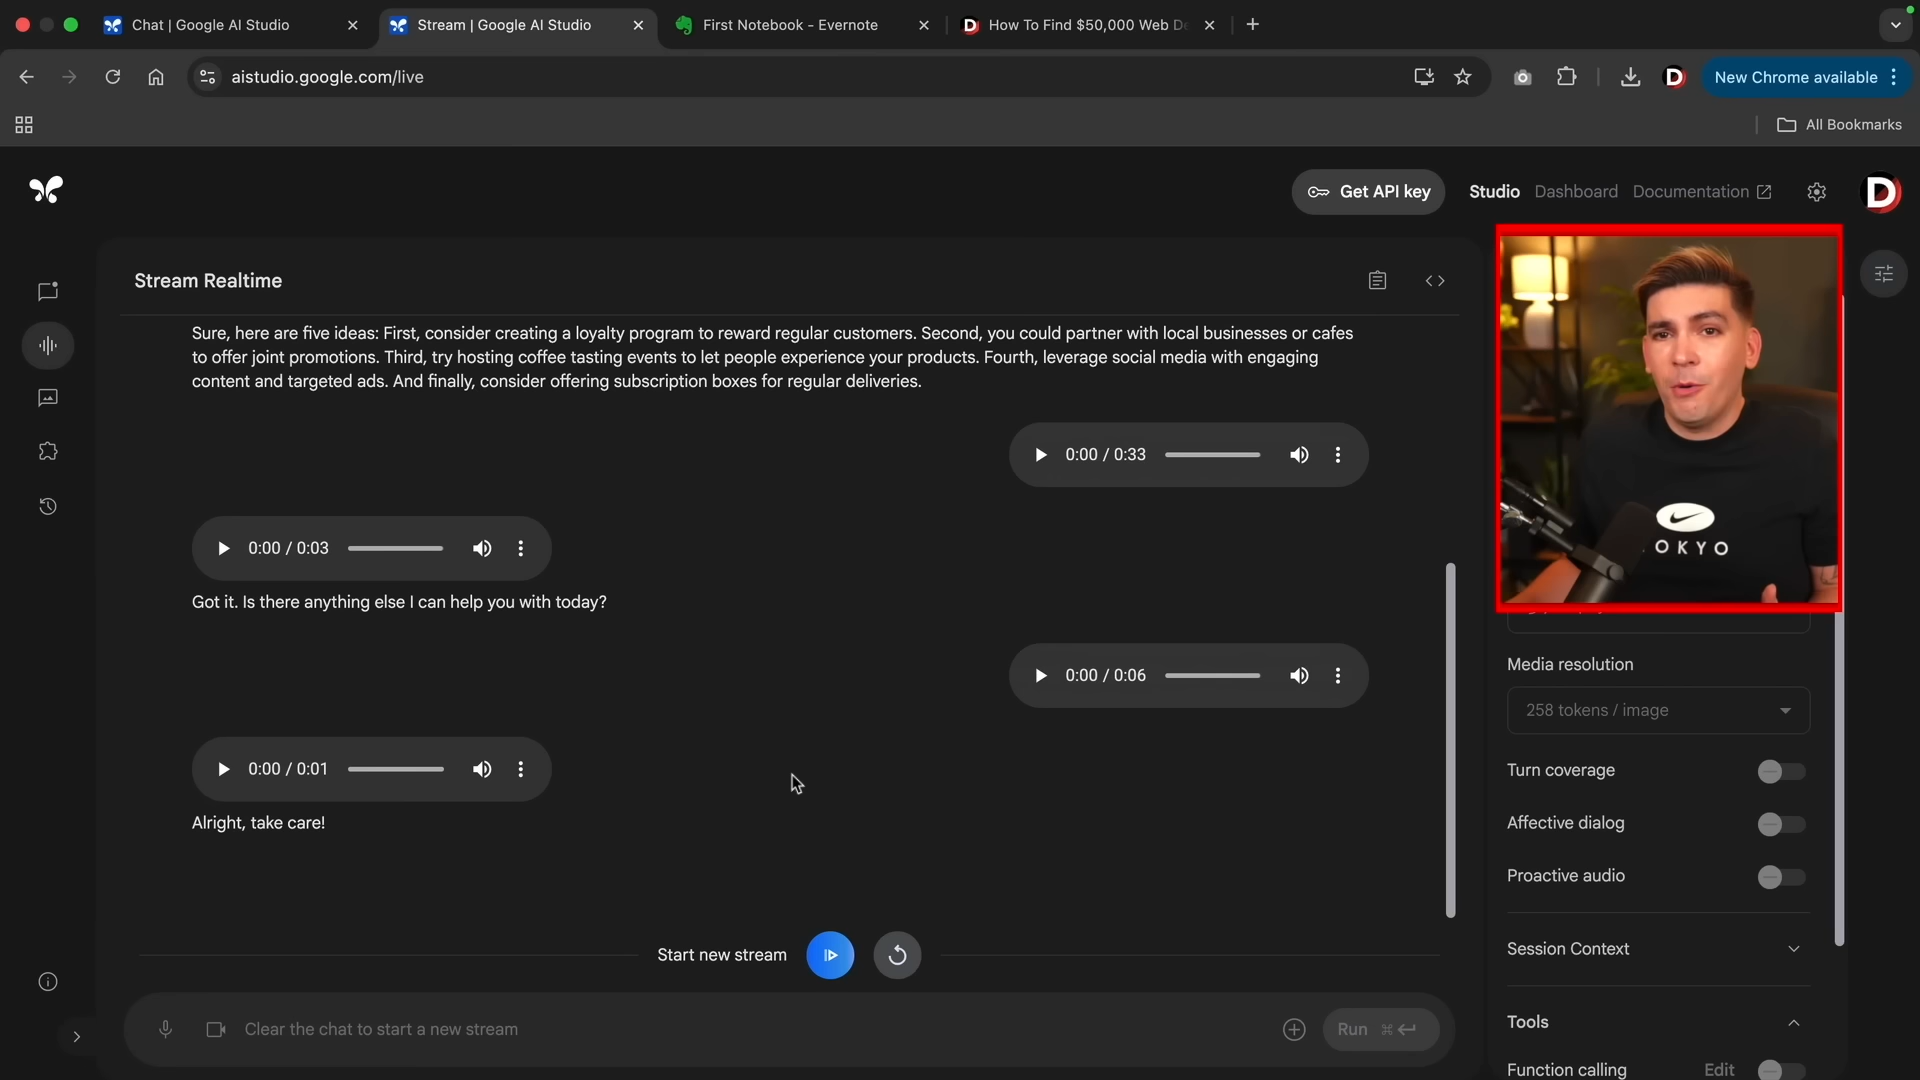 Chat | Google AI Studio
Stream | Google AI Studio
First Notebook - Evernote
How To Find $50,000 Web De
aistudio.google.com/live
New Chrome available
All Bookmarks
Get API key
Studio
Dashboard
Documentation
Stream Realtime
Sure, here are five ideas: First, consider creating a loyalty program to reward regular customers. Second, you could partner with local businesses or cafes
to offer joint promotions. Third, try hosting coffee tasting events to let people experience your products. Fourth, leverage social media with engaging
content and targeted ads. And finally, consider offering subscription boxes for regular deliveries.
0:00 / 0:33
0:00 / 0:03
Got it. Is there anything else I can help you with today?
0:00 / 0:06
0:00 / 0:01
Alright, take care!
Start new stream
Clear the chat to start a new stream
Run ⌘
OKYO
Media resolution
258 tokens / image
Turn coverage
Affective dialog
Proactive audio
Session Context
Tools
Function calling
Edit